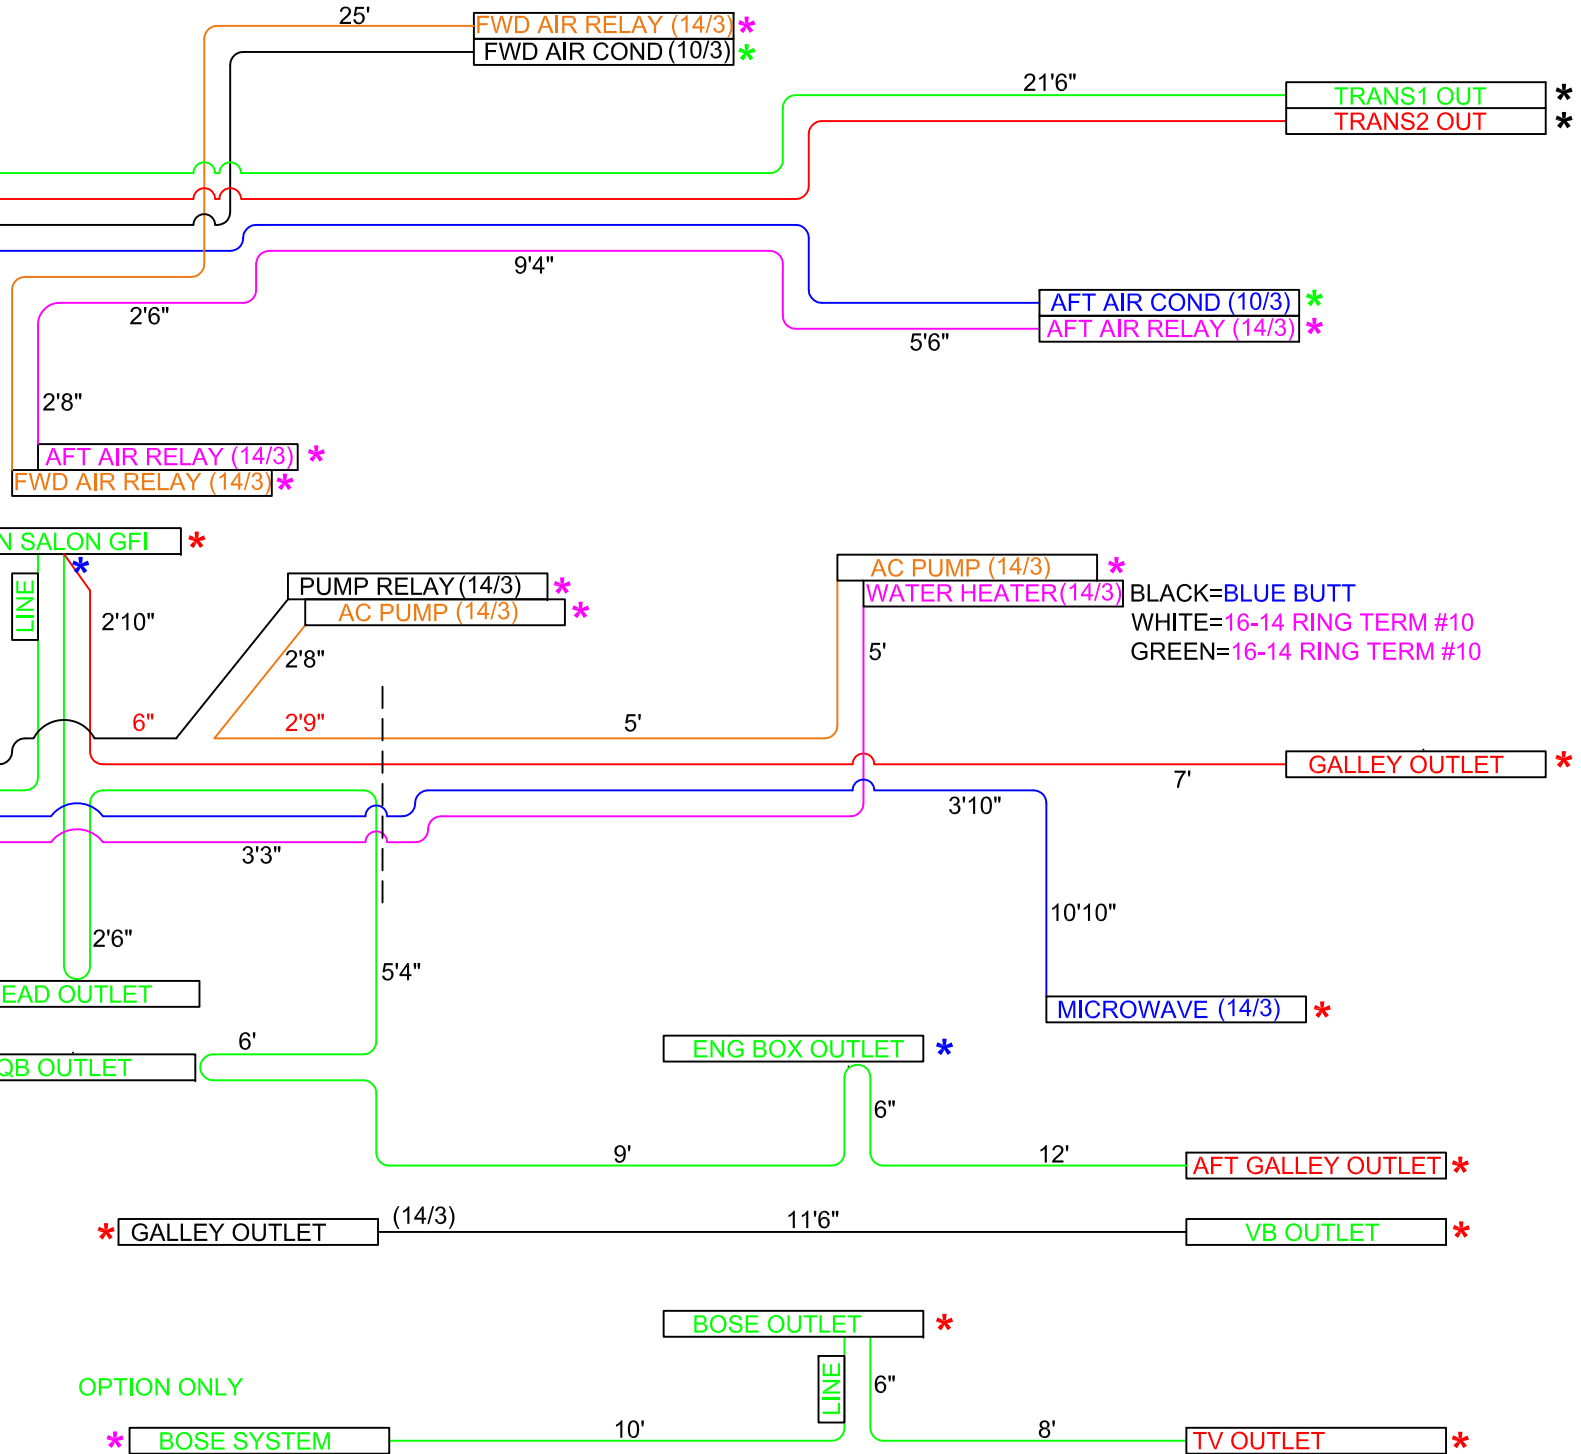 25'
FWD AIR RELAY (14/3) *
FWD AIR COND (10/3) *
21'6"
TRANS1 OUT *
TRANS2 OUT *
9'4"
2'6"
AFT AIR COND (10/3) *
AFT AIR RELAY (14/3) *
5'6"
2'8"
AFT AIR RELAY (14/3) *
FWD AIR RELAY (14/3) *
N SALON GFI *
*
LINE
2'10"
PUMP RELAY (14/3) *
AC PUMP (14/3) *
2'8"
AC PUMP (14/3) *
WATER HEATER(14/3) BLACK=BLUE BUTT
WHITE=16-14 RING TERM #10
GREEN=16-14 RING TERM #10
5'
6"
2'9"
5'
GALLEY OUTLET *
7'
3'10"
3'3"
10'10"
2'6"
5'4"
EAD OUTLET
MICROWAVE (14/3) *
6'
QB OUTLET
ENG BOX OUTLET *
6"
9'
12'
AFT GALLEY OUTLET *
* GALLEY OUTLET (14/3)
11'6"
VB OUTLET *
BOSE OUTLET *
LINE
6"
OPTION ONLY
* BOSE SYSTEM
10'
8'
TV OUTLET *